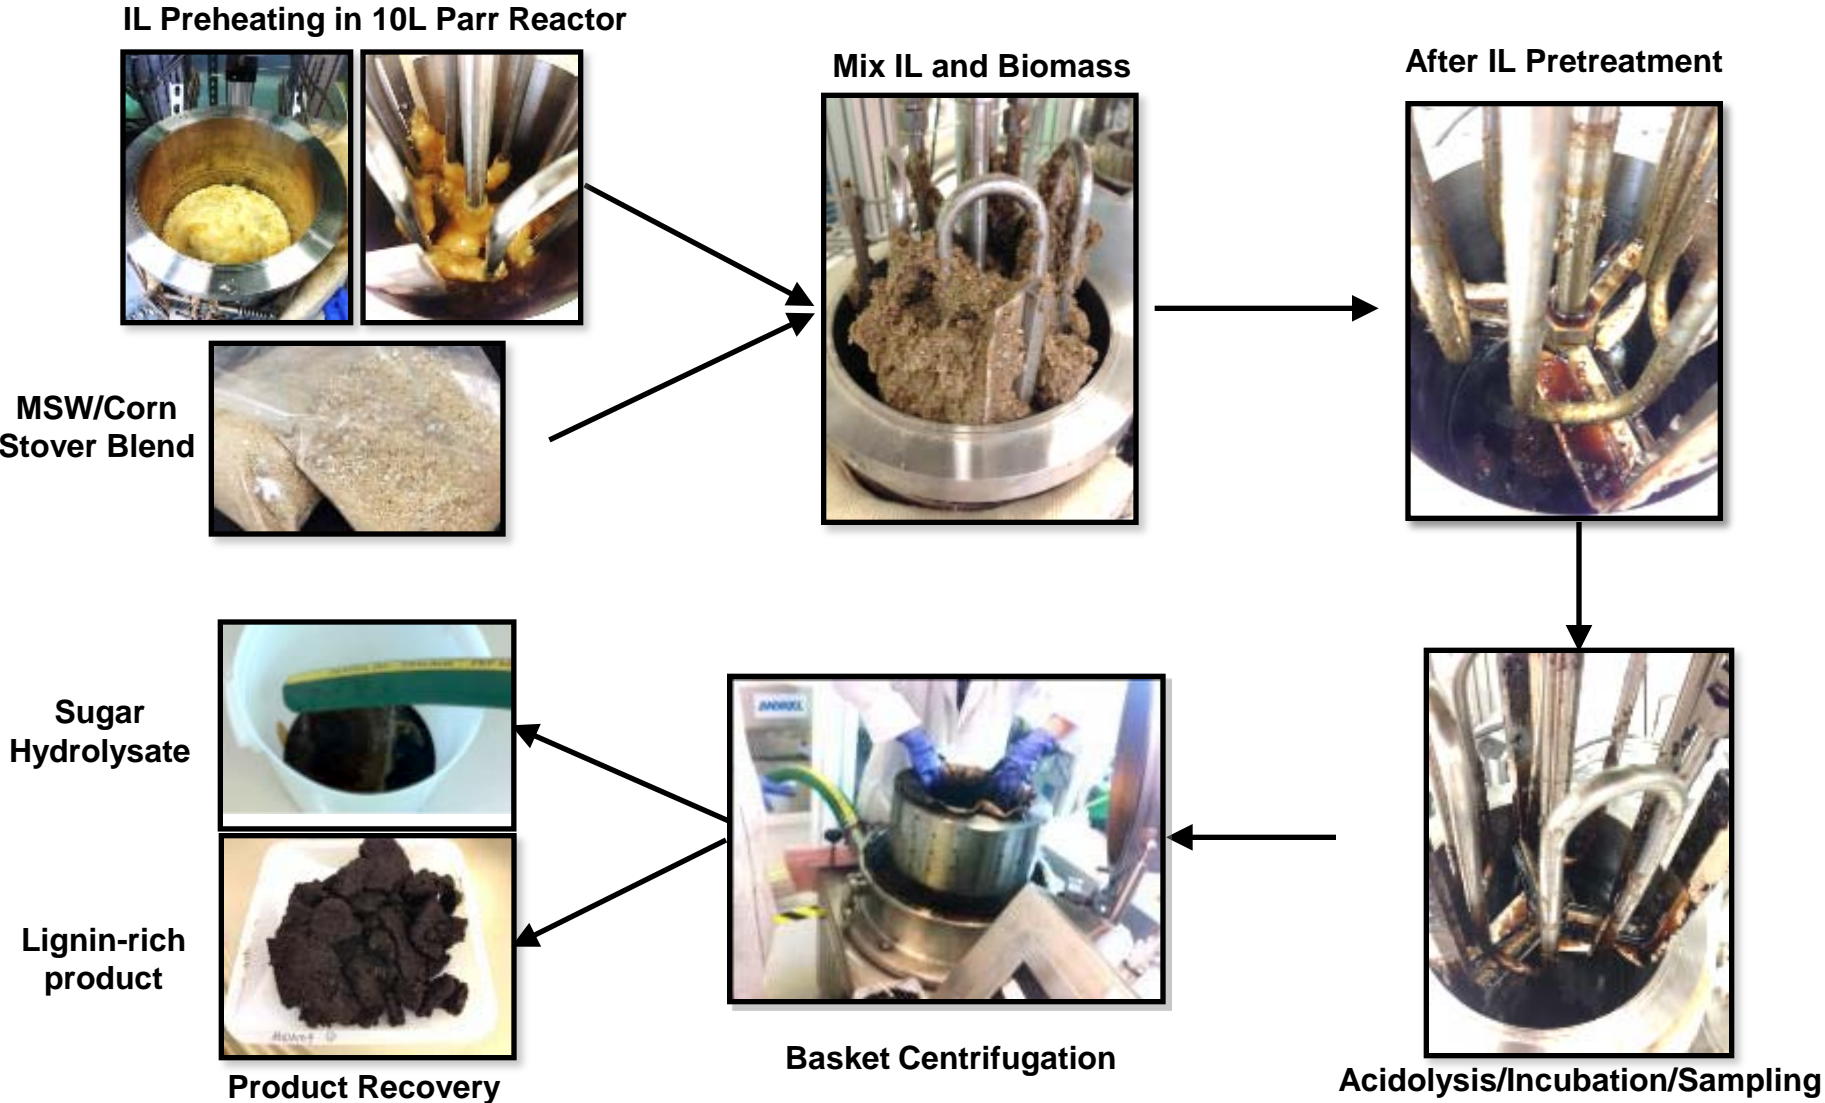 IL Preheating in 10L Parr Reactor
Mix IL and Biomass
After IL Pretreatment
MSW/Corn
Stover Blend
Sugar
Hydrolysate
Lignin-rich
product
Product Recovery
Basket Centrifugation
Acidolysis/Incubation/Sampling